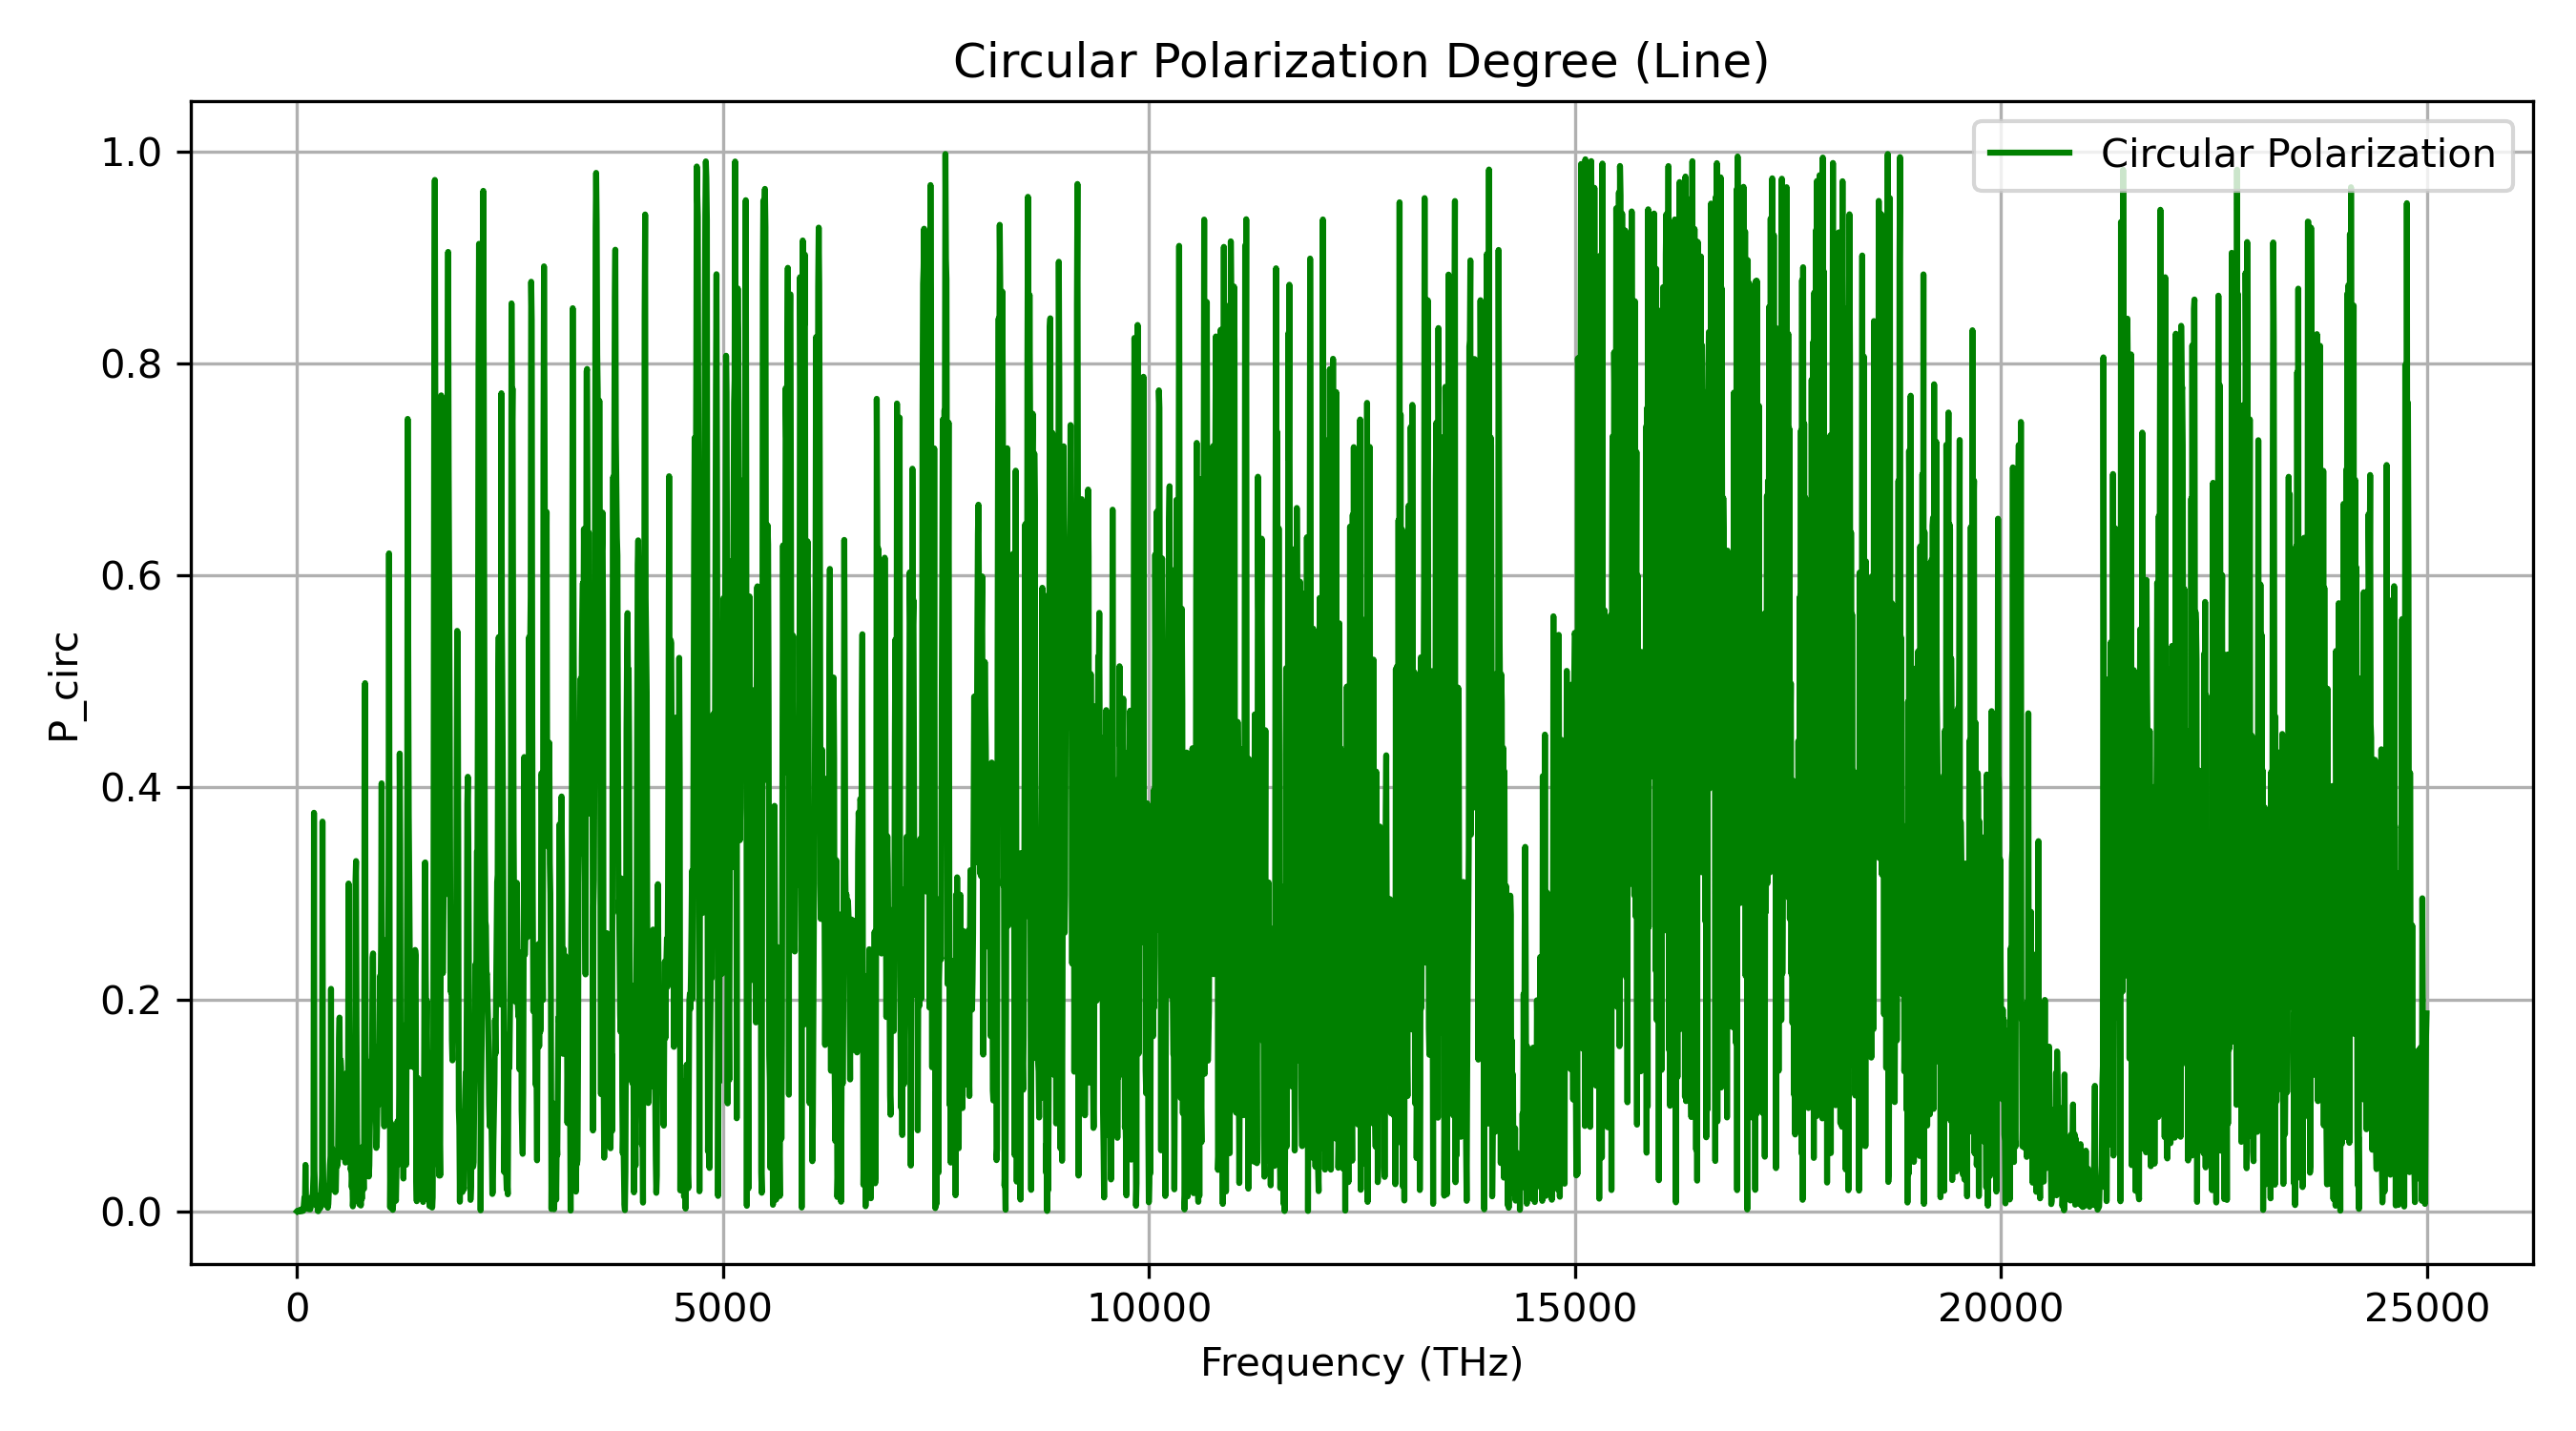 Circular Polarization Degree (Line)
Circular Polarization
1.0
0.8
0.6
0.4
0.2
0.0
P_circ
0 5000 10000 15000 20000 25000
Frequency (THz)